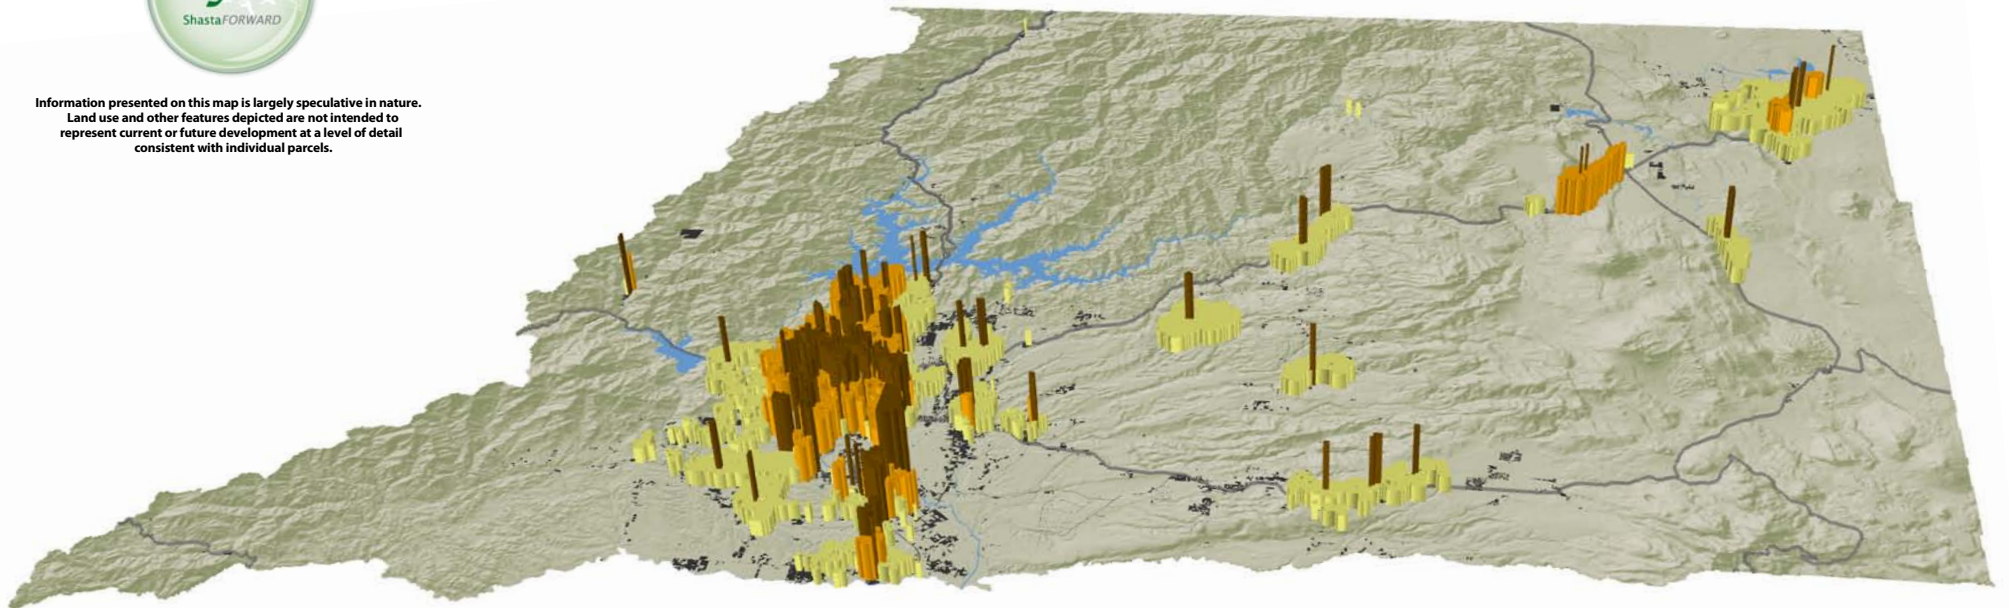 ShastaFORWARD
Information presented on this map is largely speculative in nature.
Land use and other features depicted are not intended to
represent current or future development at a level of detail
consistent with individual parcels.